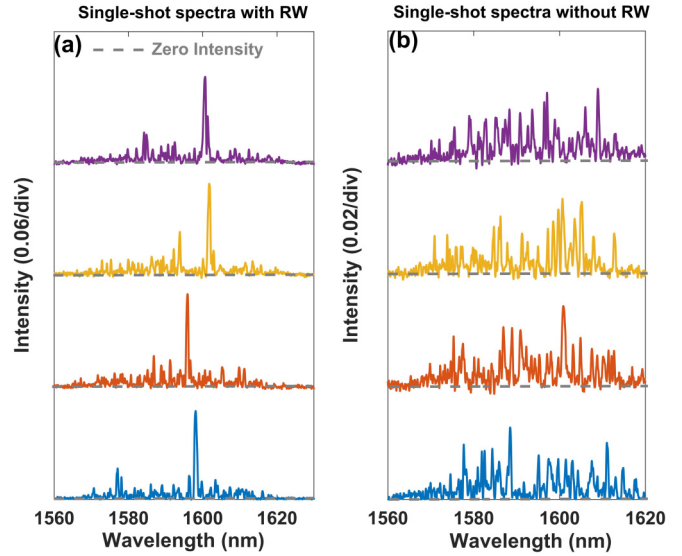 Single-shot spectra with RW
Single-shot spectra without RW
(a)
Zero Intensity
(b)
Intensity (0.06/div)
Intensity (0.02/div)
1560 1580 1600 1620
1560 1580 1600 1620
Wavelength (nm)
Wavelength (nm)